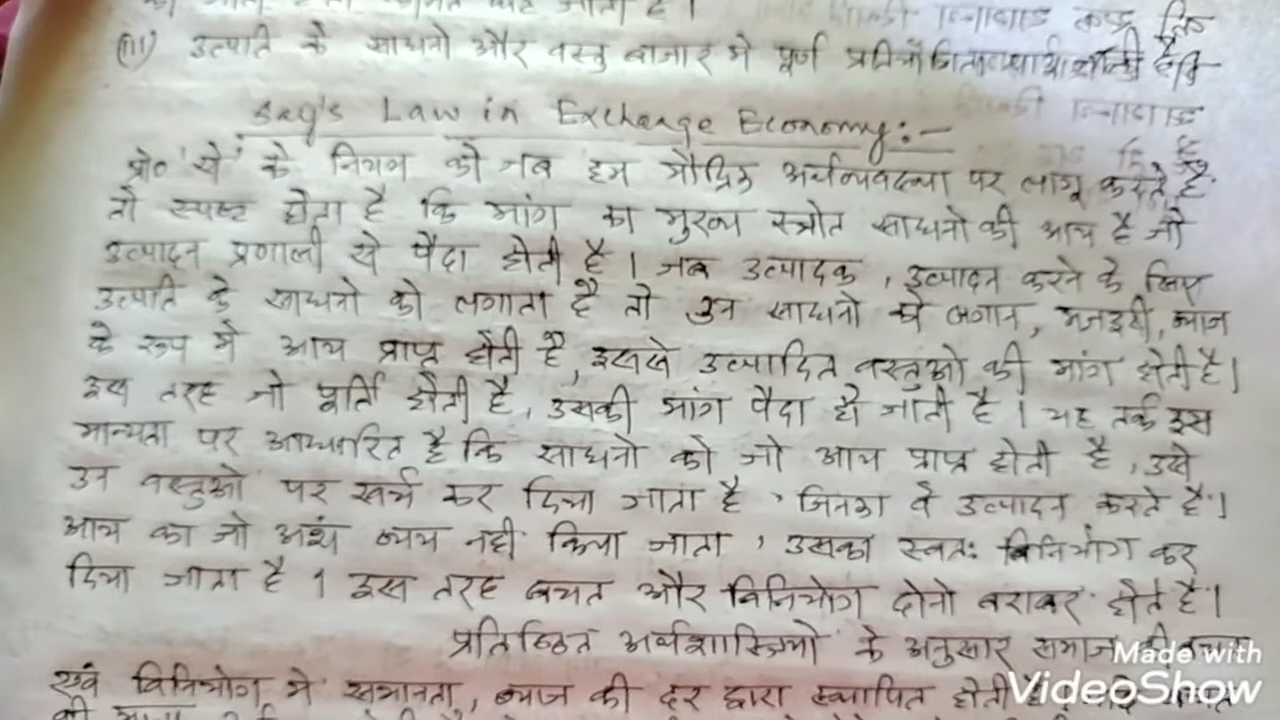 (iii) उत्पति के साधनो और वस्तु बाजार मे पूर्ण
Say's Law in Exchange Economy:-
प्रो० 'से' के नियम को जब हम मौद्रिक अर्थव्यवस्था पर लागू करते है
तो स्पष्ट होता है कि मांग का मुख्य स्त्रोत साधनो की आय है जो
उत्पादन प्रणाली से पैदा होती है। जब उत्पादक, उत्पादन करने के लिए
उत्पति के साधनो को लगाता है तो उन साधनो को लगान, मजदूरी, ब्याज
के रूप मे आय प्राप्त होती है, इससे उत्पादित वस्तुओ की मांग होती है।
इस तरह जो पूर्ति होती है, उसकी मांग पैदा हो जाती है। यह तर्क इस
मान्यता पर आधारित है कि साधनो को जो आय प्राप्त होती है, उसे
उन वस्तुओ पर खर्च कर दिया जाता है, जिनका वे उत्पादन करते है।
आय का जो अंश व्यय नही किया जाता, उसका स्वतः विनियोग कर
दिया जाता है। इस तरह बचत और विनियोग दोनो बराबर होते है।
प्रतिष्ठित अर्थशास्त्रियो के अनुसार समाज
एवं विनियोग मे समानता, ब्याज की दर द्वारा स्थापित होती है
Made with
VideoShow